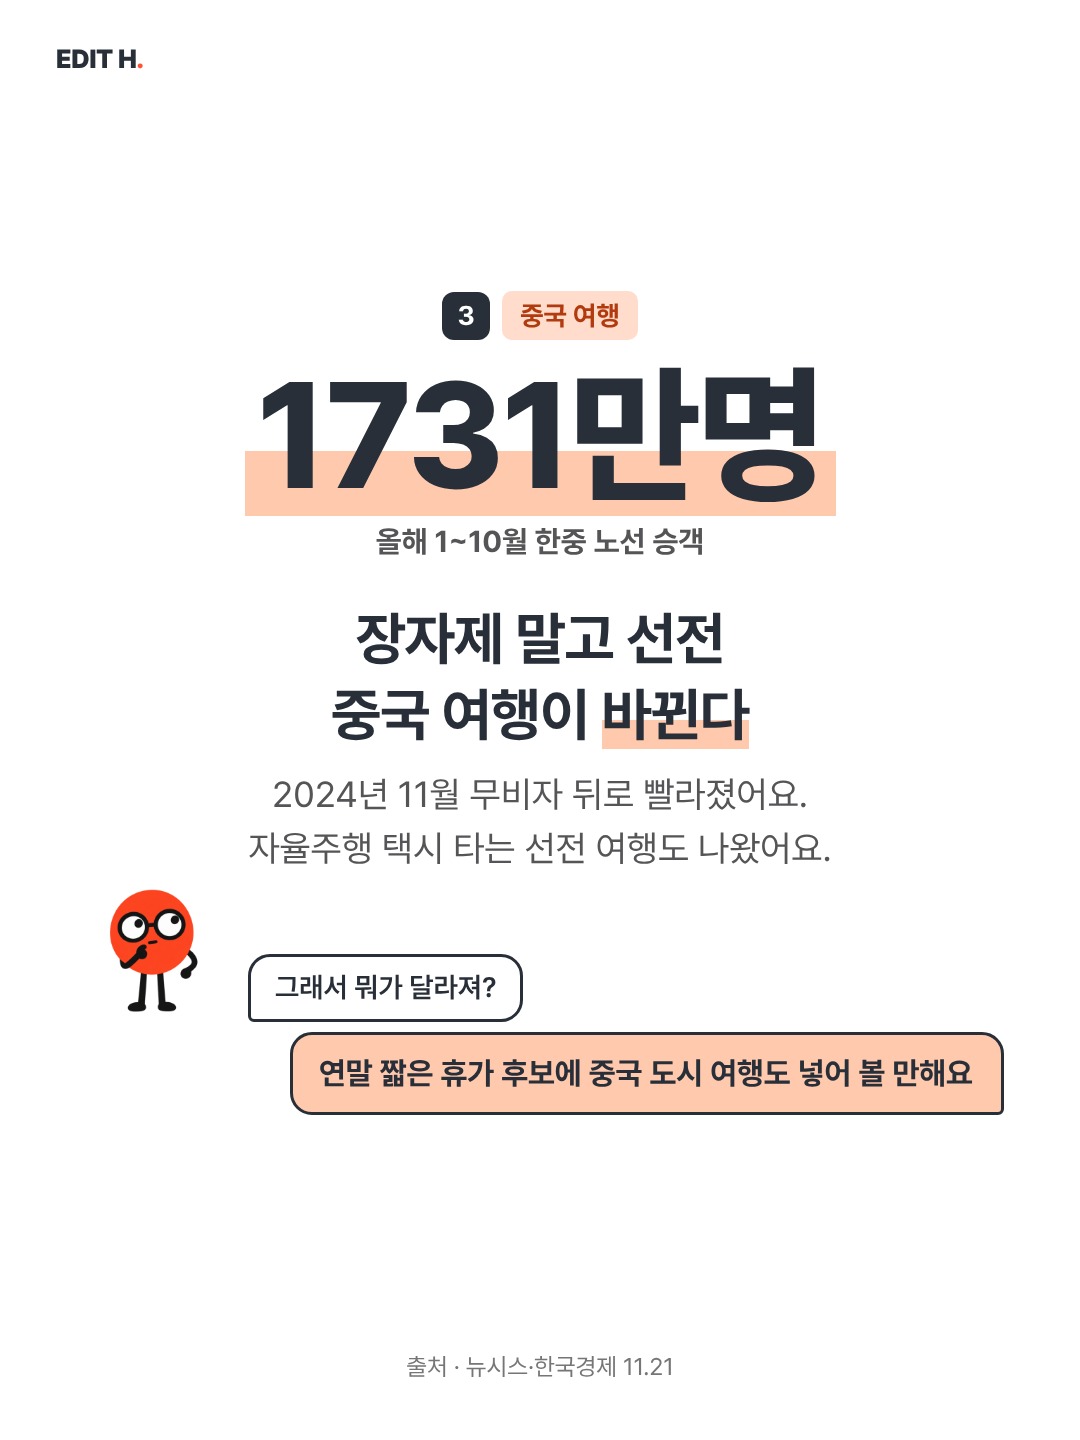 EDIT H.
3 중국 여행
1731만명
올해 1~10월 한중 노선 승객
장자제 말고 선전
중국 여행이 바뀐다
2024년 11월 무비자 뒤로 빨라졌어요.
자율주행 택시 타는 선전 여행도 나왔어요.
그래서 뭐가 달라져?
연말 짧은 휴가 후보에 중국 도시 여행도 넣어 볼 만해요
출처 · 뉴시스·한국경제 11.21